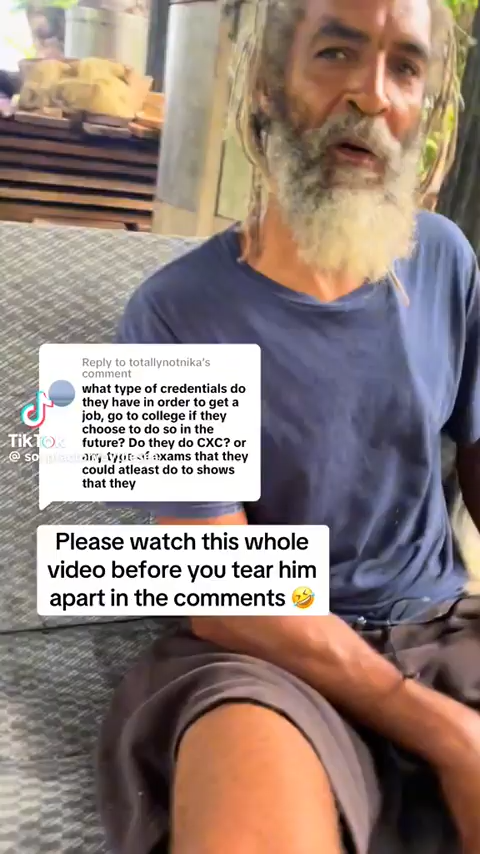 Reply to totallynotnika's
comment
what type of credentials do
they have in order to get a
job, go to college if they
choose to do so in the
future? Do they do CXC? or
any type of exams that they
could atleast do to shows
that they
TikTok
Please watch this whole
video before you tear him
apart in the comments 🤣